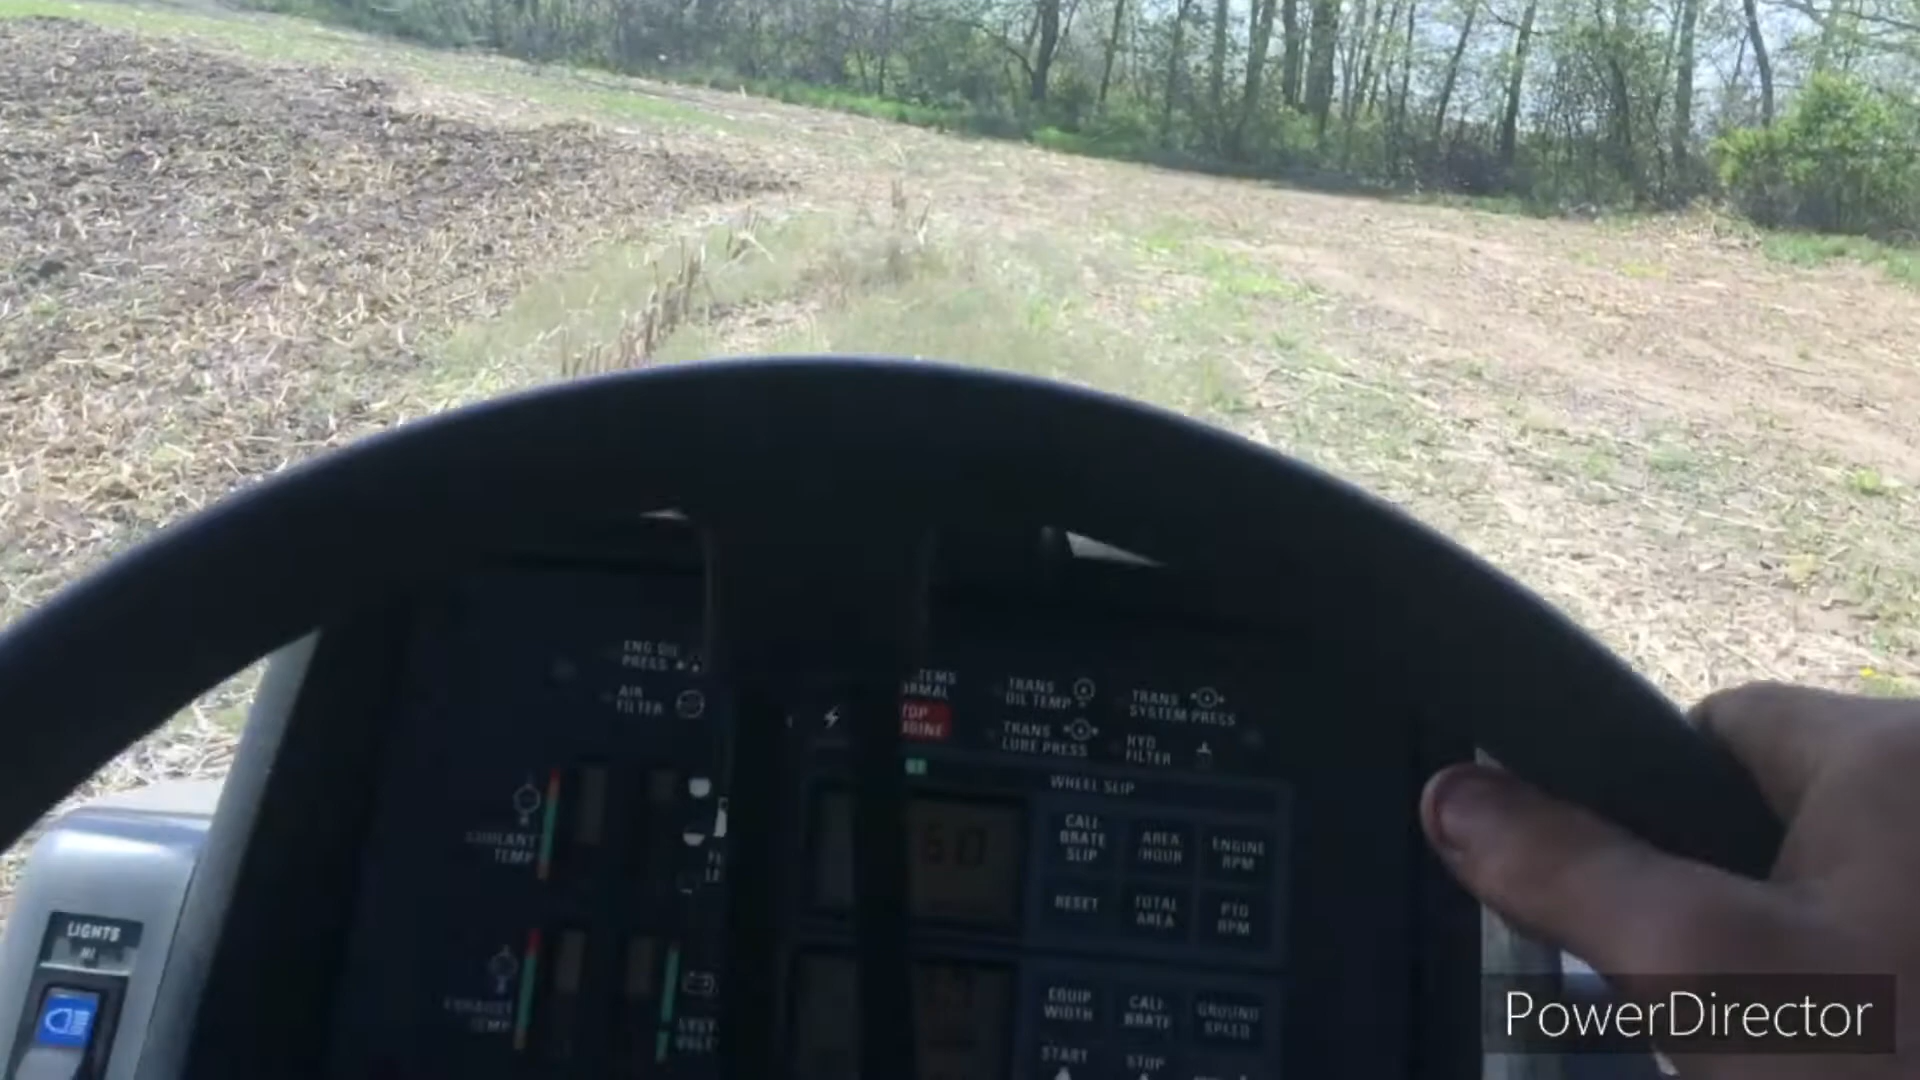 ENG OIL
PRESS
AIR
FILTER
TRANS
OIL TEMP
TRANS
SYSTEM PRESS
TRANS
LUBE PRESS
HYD
FILTER
WHEEL SLIP
COOLANT
TEMP
CALI
BRATE
SLIP
AREA
/HOUR
ENGINE
RPM
RESET
TOTAL
AREA
PTO
RPM
LIGHTS
EXHAUST
TEMP
EQUIP
WIDTH
CALI
BRATE
GROUND
SPEED
START
STOP
PowerDirector